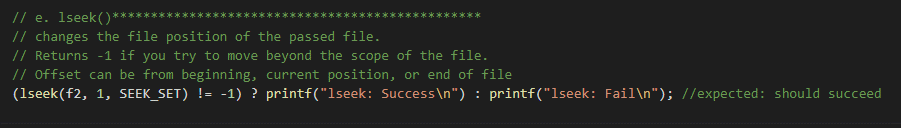 // e. lseek()************************************************
// changes the file position of the passed file.
// Returns -1 if you try to move beyond the scope of the file.
// Offset can be from beginning, current position, or end of file
(lseek(f2, 1, SEEK_SET) != -1) ? printf("lseek: Success\n") : printf("lseek: Fail\n"); //expected: should succeed